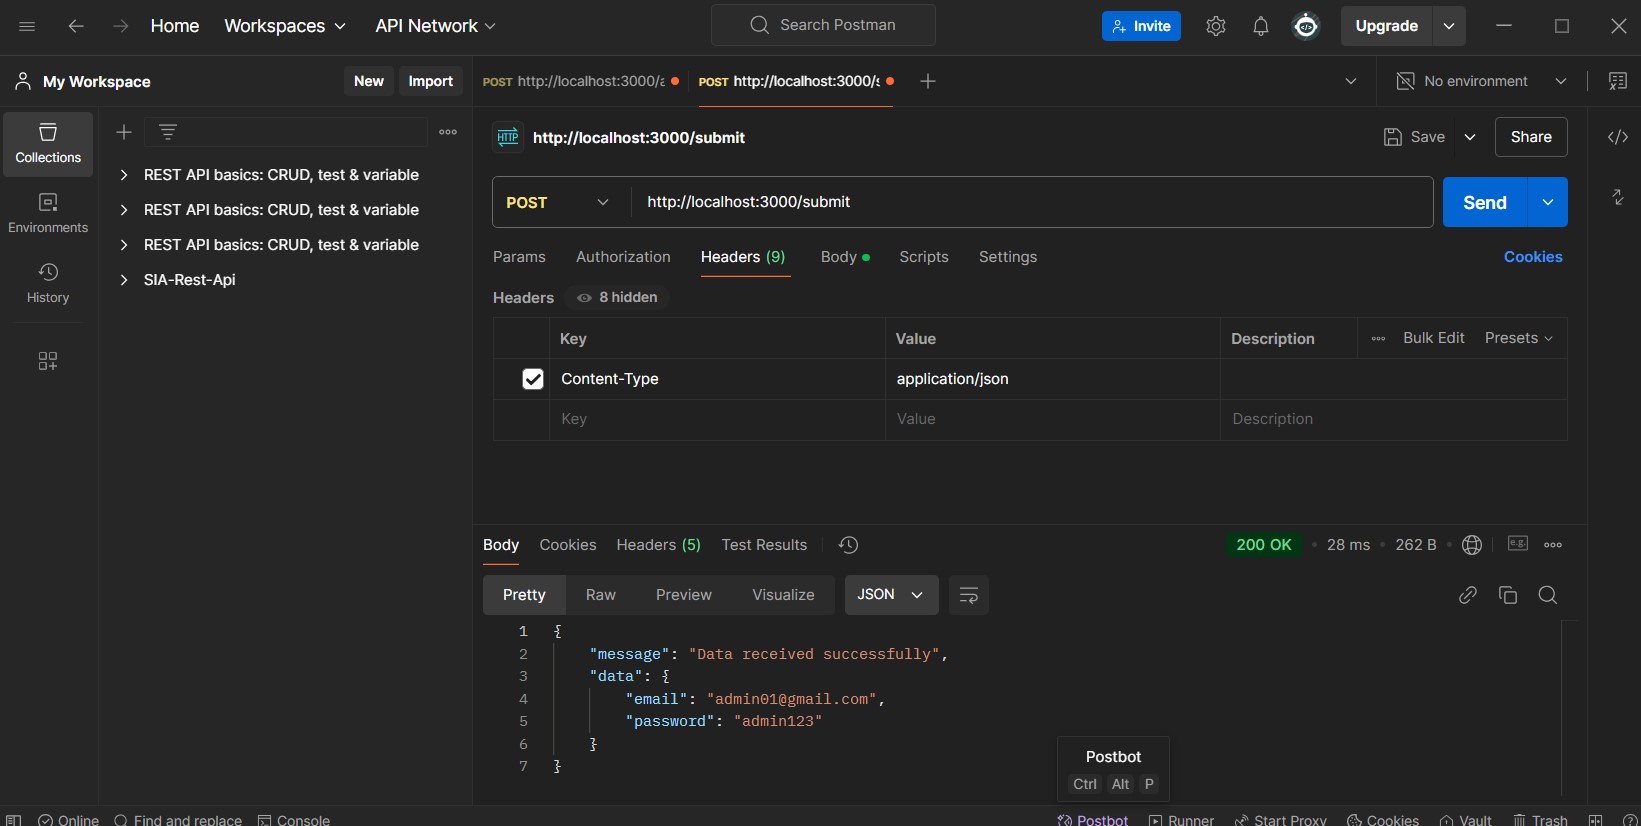 Home Workspaces API Network Search Postman Invite Upgrade
My Workspace New Import POST http://localhost:3000/a POST http://localhost:3000/s No environment
Collections
Environments
History
REST API basics: CRUD, test & variable
REST API basics: CRUD, test & variable
REST API basics: CRUD, test & variable
SIA-Rest-Api
HTTP http://localhost:3000/submit Save Share
POST http://localhost:3000/submit Send
Params Authorization Headers (9) Body Scripts Settings Cookies
Headers 8 hidden
Key Value Description Bulk Edit Presets
Content-Type application/json
Key Value Description
Body Cookies Headers (5) Test Results 200 OK 28 ms 262 B e.g.
Pretty Raw Preview Visualize JSON
1 {
2 "message": "Data received successfully",
3 "data": {
4 "email": "admin01@gmail.com",
5 "password": "admin123"
6 }
7 }
Postbot
Ctrl Alt P
Online Find and replace Console Postbot Runner Start Proxy Cookies Vault Trash